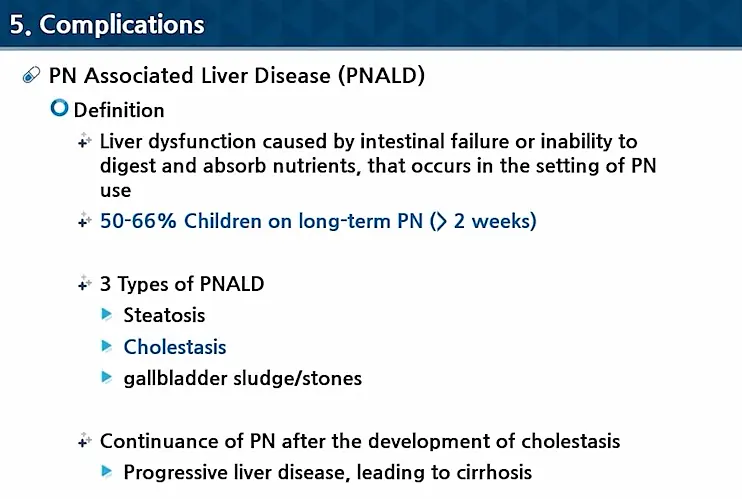 5. Complications
PN Associated Liver Disease (PNALD)
Definition
Liver dysfunction caused by intestinal failure or inability to
digest and absorb nutrients, that occurs in the setting of PN
use
50-66% Children on long-term PN (> 2 weeks)
3 Types of PNALD
Steatosis
Cholestasis
gallbladder sludge/stones
Continuance of PN after the development of cholestasis
Progressive liver disease, leading to cirrhosis